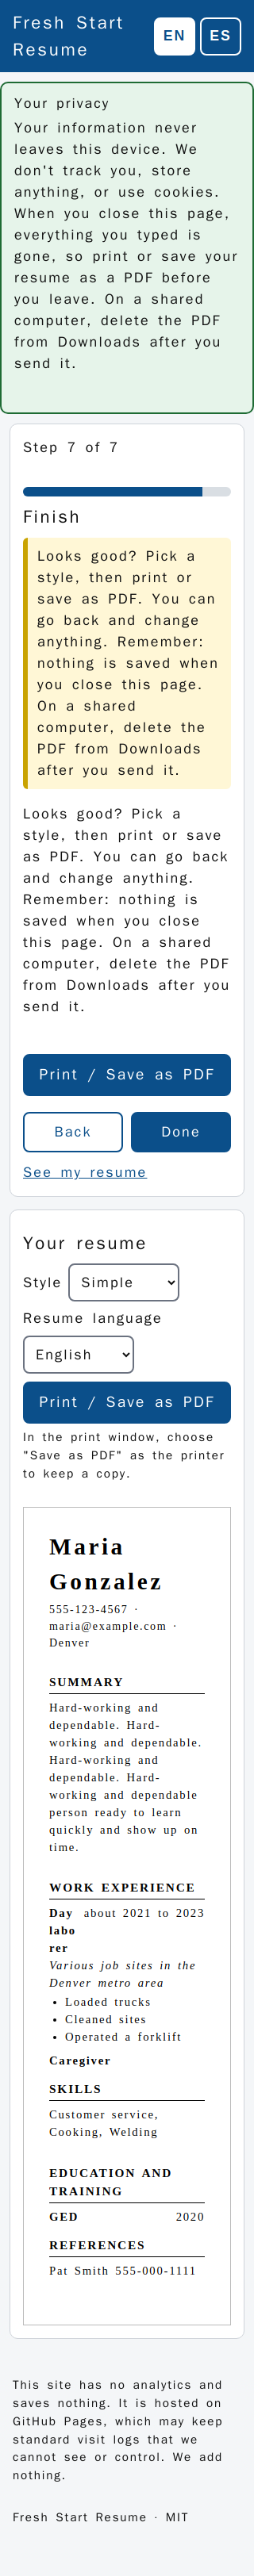 Fresh Start
Resume
EN
ES
Your privacy
Your information never
leaves this device. We
don't track you, store
anything, or use cookies.
When you close this page,
everything you typed is
gone, so print or save your
resume as a PDF before
you leave. On a shared
computer, delete the PDF
from Downloads after you
send it.
Step 7 of 7
Finish
Looks good? Pick a
style, then print or
save as PDF. You can
go back and change
anything. Remember:
nothing is saved when
you close this page.
On a shared
computer, delete the
PDF from Downloads
after you send it.
Looks good? Pick a
style, then print or save
as PDF. You can go back
and change anything.
Remember: nothing is
saved when you close
this page. On a shared
computer, delete the PDF
from Downloads after you
send it.
Print / Save as PDF
Back
Done
See my resume
Your resume
Style Simple
Resume language
English
Print / Save as PDF
In the print window, choose
"Save as PDF" as the printer
to keep a copy.
Maria
Gonzalez
555-123-4567 ·
maria@example.com ·
Denver
SUMMARY
Hard-working and
dependable. Hard-
working and dependable.
Hard-working and
dependable. Hard-
working and dependable
person ready to learn
quickly and show up on
time.
WORK EXPERIENCE
Day about 2021 to 2023
labo
rer
Various job sites in the
Denver metro area
• Loaded trucks
• Cleaned sites
• Operated a forklift
Caregiver
SKILLS
Customer service,
Cooking, Welding
EDUCATION AND
TRAINING
GED 2020
REFERENCES
Pat Smith 555-000-1111
This site has no analytics and
saves nothing. It is hosted on
GitHub Pages, which may keep
standard visit logs that we
cannot see or control. We add
nothing.
Fresh Start Resume · MIT